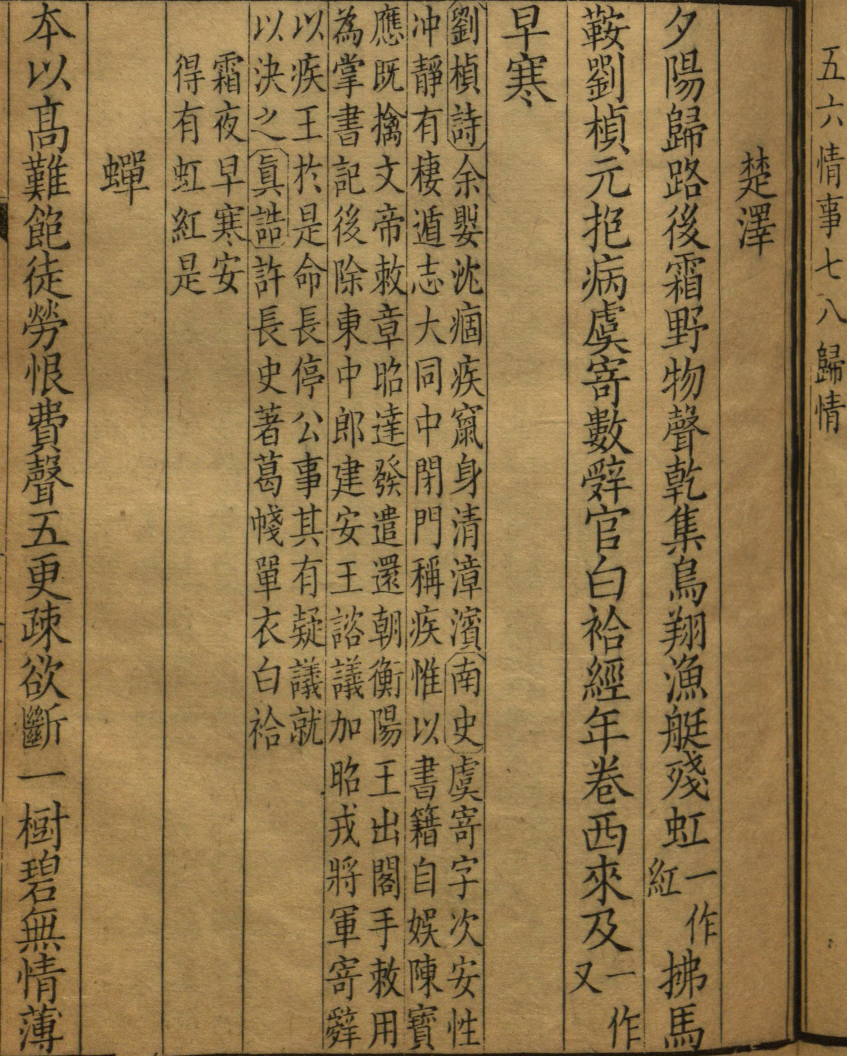 五六情事七八歸情
楚澤
夕陽歸路後霜野物聲乾集鳥翔漁艇殘虹一作紅拂馬
鞍劉楨元抱病虞寄數辤官白袷經年卷西來及一作又
早寒
劉楨詩余嬰沈痼疾竄身清漳濱南史虞寄字次安性
冲靜有棲遁志大同中閉門稱疾惟以書籍自娛陳寶
應既擒文帝敕章昭達發遣還朝衡陽王出閣手敕用
為掌書記後除東中郎建安王諮議加昭戎將軍寄辤
以疾王於是命長停公事其有疑議就
以決之眞誥許長史著葛帴單衣白袷
霜夜早寒安
得有虹紅是
蟬
本以高難飽徒勞恨費聲五更疎欲斷一樹碧無情薄